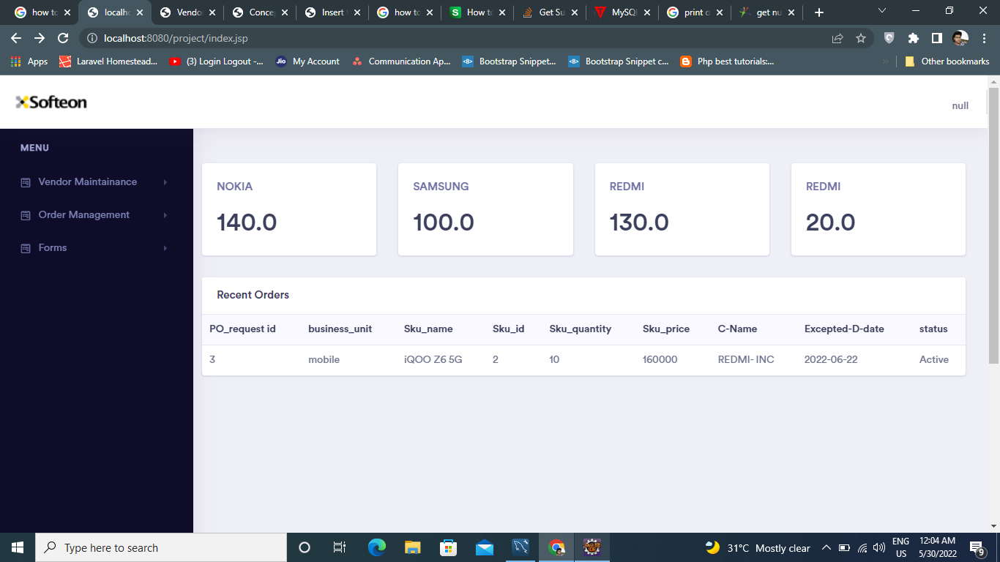 how to
localho
Vendo
Conce
Insert
how to
How to
Get Su
MySQL
print o
get nu
localhost:8080/project/index.jsp
Apps
Laravel Homestead...
(3) Login Logout -...
Jio
My Account
Communication Ap...
<B>
Bootstrap Snippet...
<B>
Bootstrap Snippet c...
Php best tutorials:...
»
Other bookmarks
Softeon
null
MENU
Vendor Maintainance
Order Management
Forms
NOKIA
140.0
SAMSUNG
100.0
REDMI
130.0
REDMI
20.0
Recent Orders
PO_request id business_unit Sku_name Sku_id Sku_quantity Sku_price C-Name Excepted-D-date status
3 mobile iQOO Z6 5G 2 10 160000 REDMI- INC 2022-06-22 Active
Type here to search
31°C Mostly clear
ENG
US
12:04 AM
5/30/2022
9